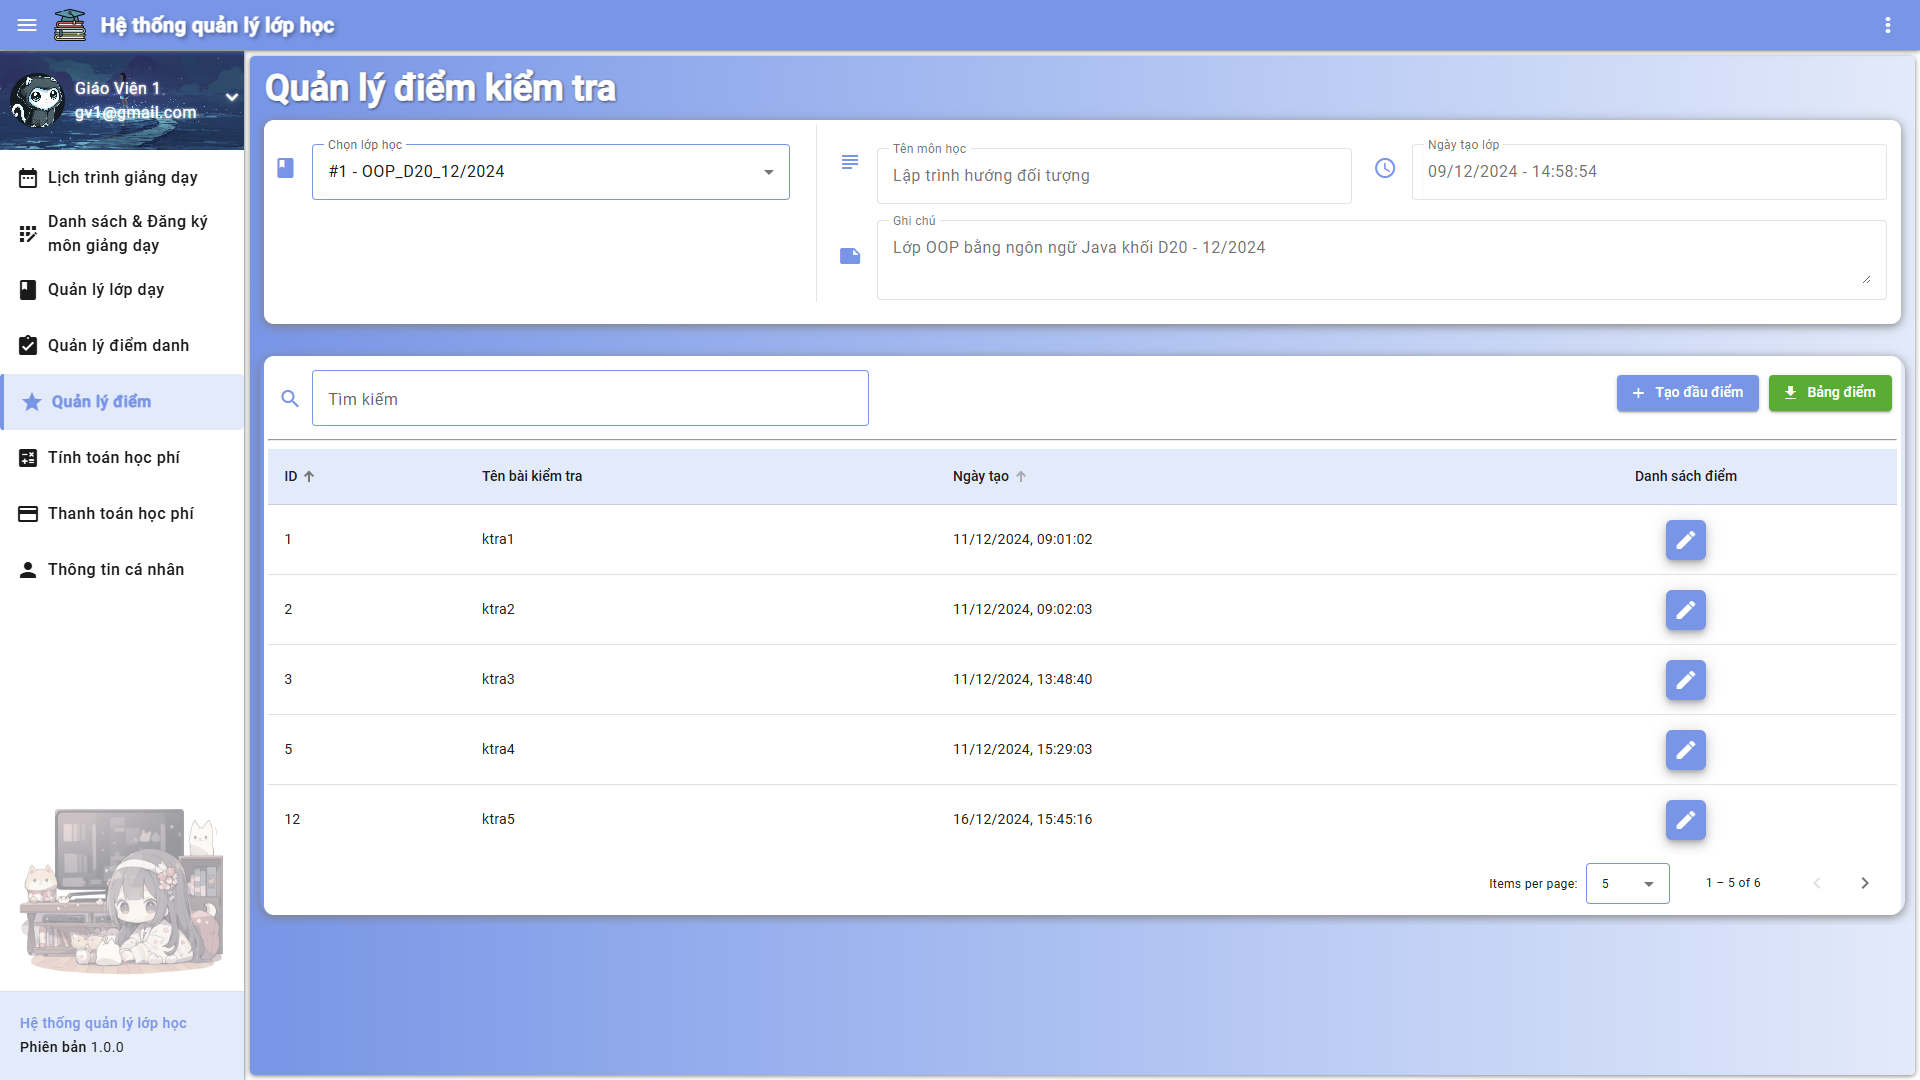 Hệ thống quản lý lớp học
Giáo Viên 1
gv1@gmail.com
Lịch trình giảng dạy
Danh sách & Đăng ký
môn giảng dạy
Quản lý lớp dạy
Quản lý điểm danh
Quản lý điểm
Tính toán học phí
Thanh toán học phí
Thông tin cá nhân
Hệ thống quản lý lớp học
Phiên bản 1.0.0
Quản lý điểm kiểm tra
Chọn lớp học
#1 - OOP_D20_12/2024
Tên môn học
Lập trình hướng đối tượng
Ngày tạo lớp
09/12/2024 - 14:58:54
Ghi chú
Lớp OOP bằng ngôn ngữ Java khối D20 - 12/2024
Tìm kiếm
Tạo đầu điểm
Bảng điểm
ID Tên bài kiểm tra Ngày tạo Danh sách điểm
1 ktra1 11/12/2024, 09:01:02
2 ktra2 11/12/2024, 09:02:03
3 ktra3 11/12/2024, 13:48:40
5 ktra4 11/12/2024, 15:29:03
12 ktra5 16/12/2024, 15:45:16
Items per page: 5 1 – 5 of 6